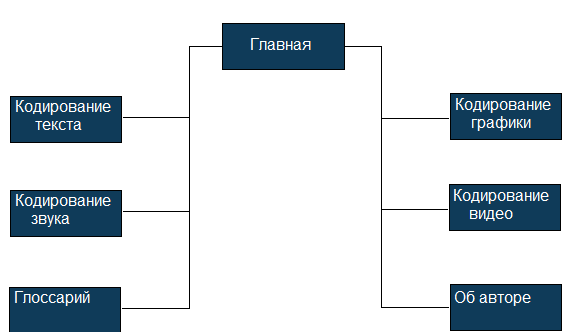 Главная
Кодирование
текста
Кодирование
графики
Кодирование
звука
Кодирование
видео
Глоссарий
Об авторе